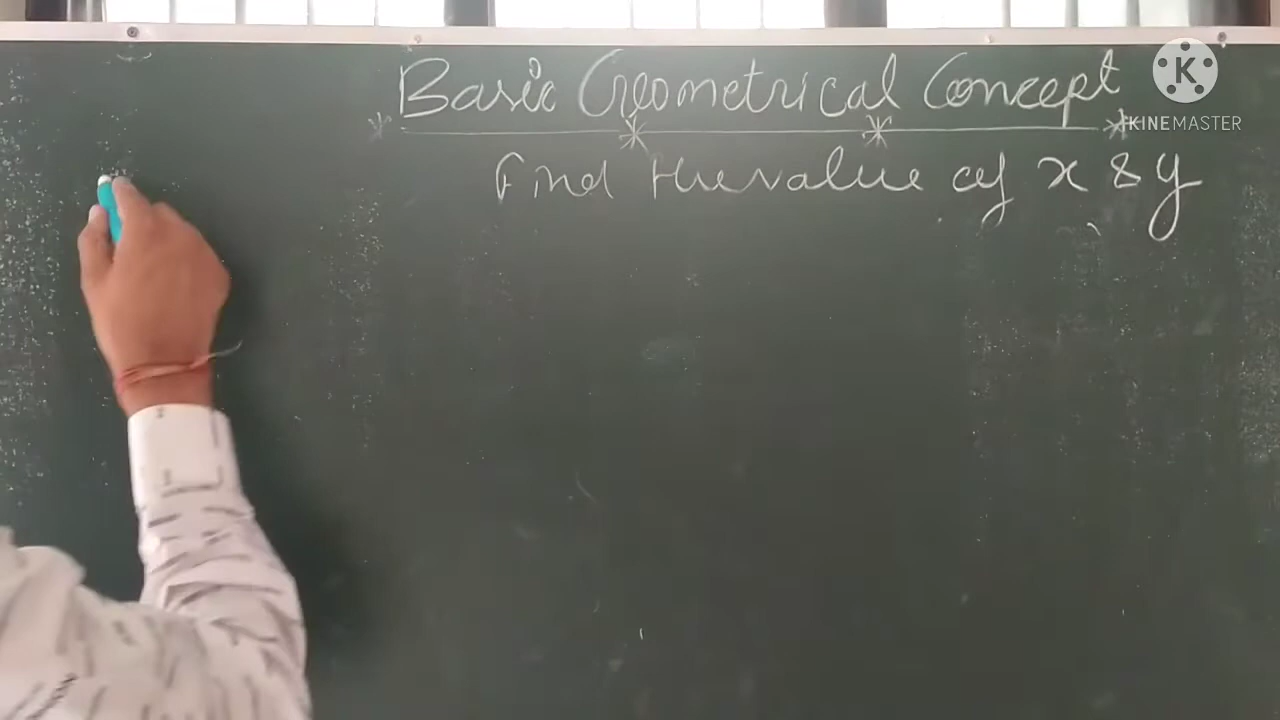 Basic Geometrical Concept
KINEMASTER
Find the value of x & y